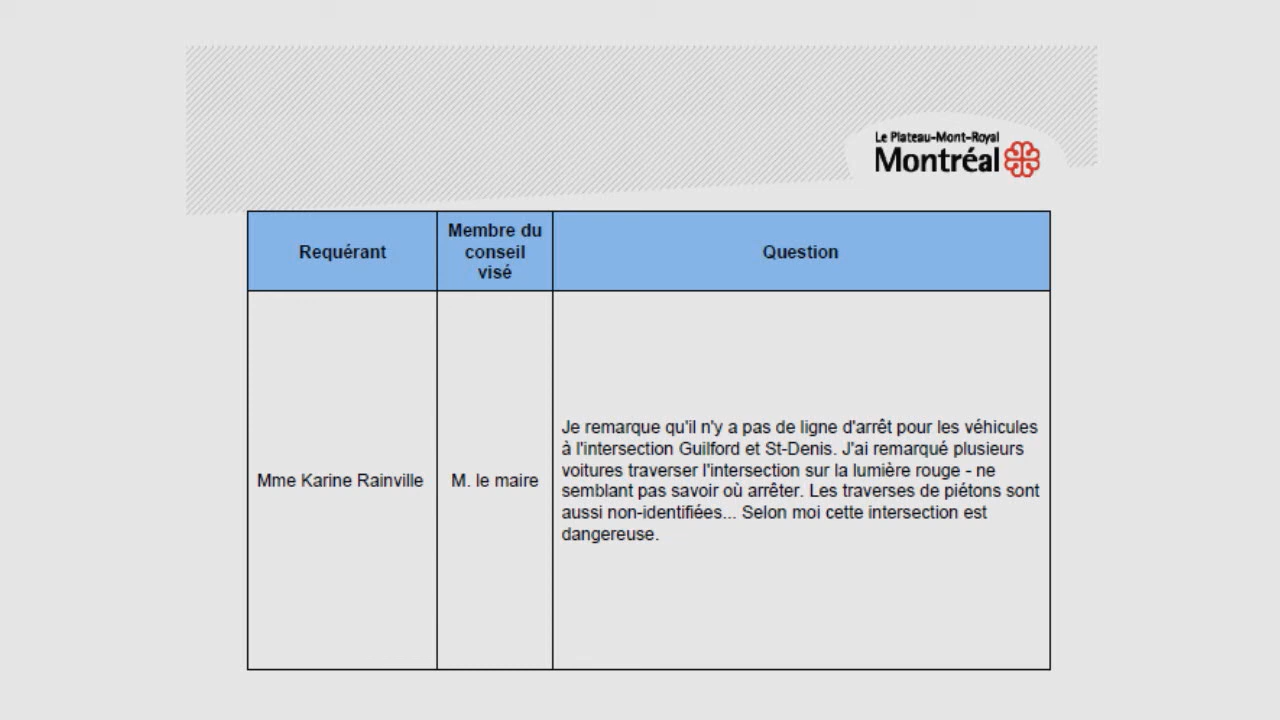 Le Plateau-Mont-Royal
Montréal
Requérant
Membre du
conseil
visé
Question
Mme Karine Rainville
M. le maire
Je remarque qu'il n'y a pas de ligne d'arrêt pour les véhicules
à l'intersection Guilford et St-Denis. J'ai remarqué plusieurs
voitures traverser l'intersection sur la lumière rouge - ne
semblant pas savoir où arrêter. Les traverses de piétons sont
aussi non-identifiées... Selon moi cette intersection est
dangereuse.